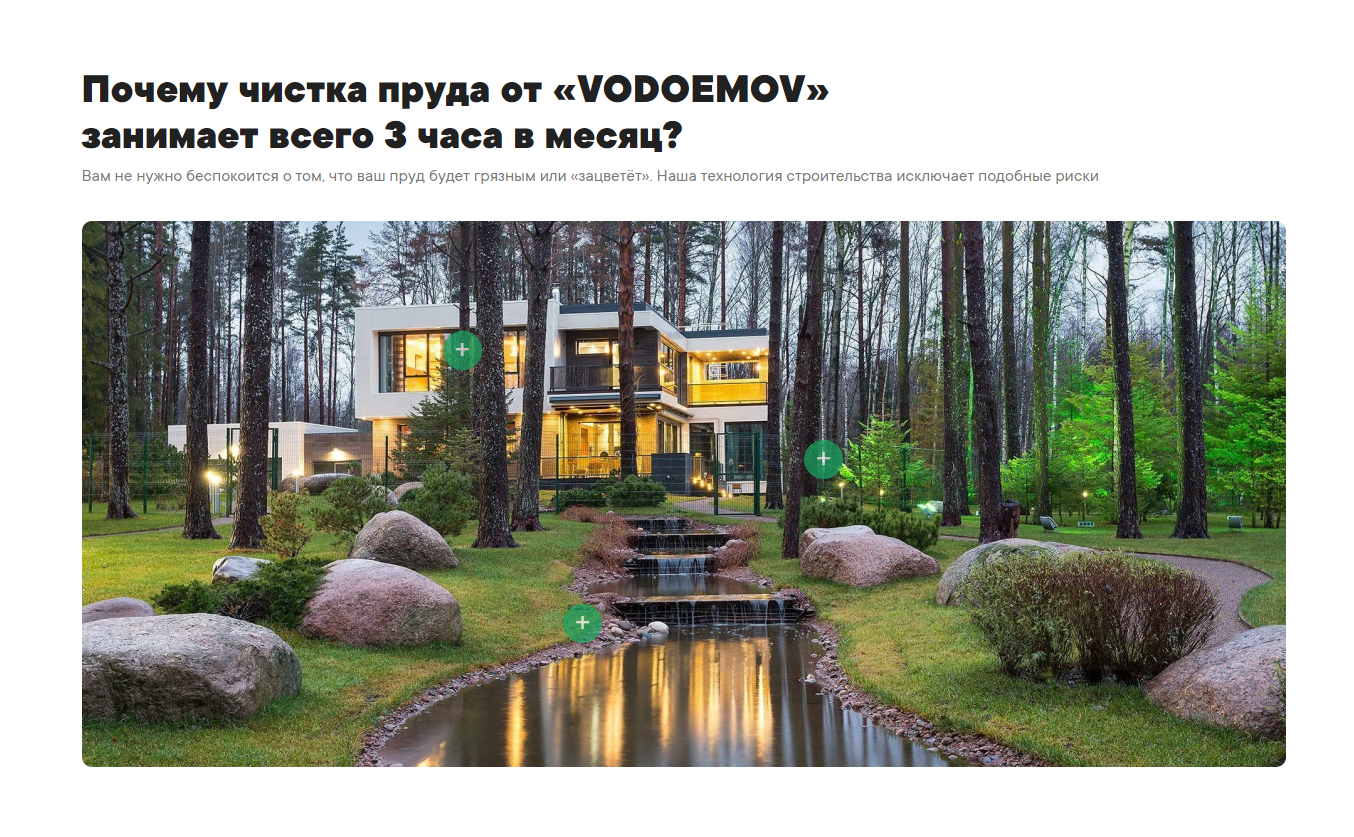 Почему чистка пруда от «VODOEMOV»
занимает всего 3 часа в месяц?
Вам не нужно беспокоится о том, что ваш пруд будет грязным или «зацветёт». Наша технология строительства исключает подобные риски